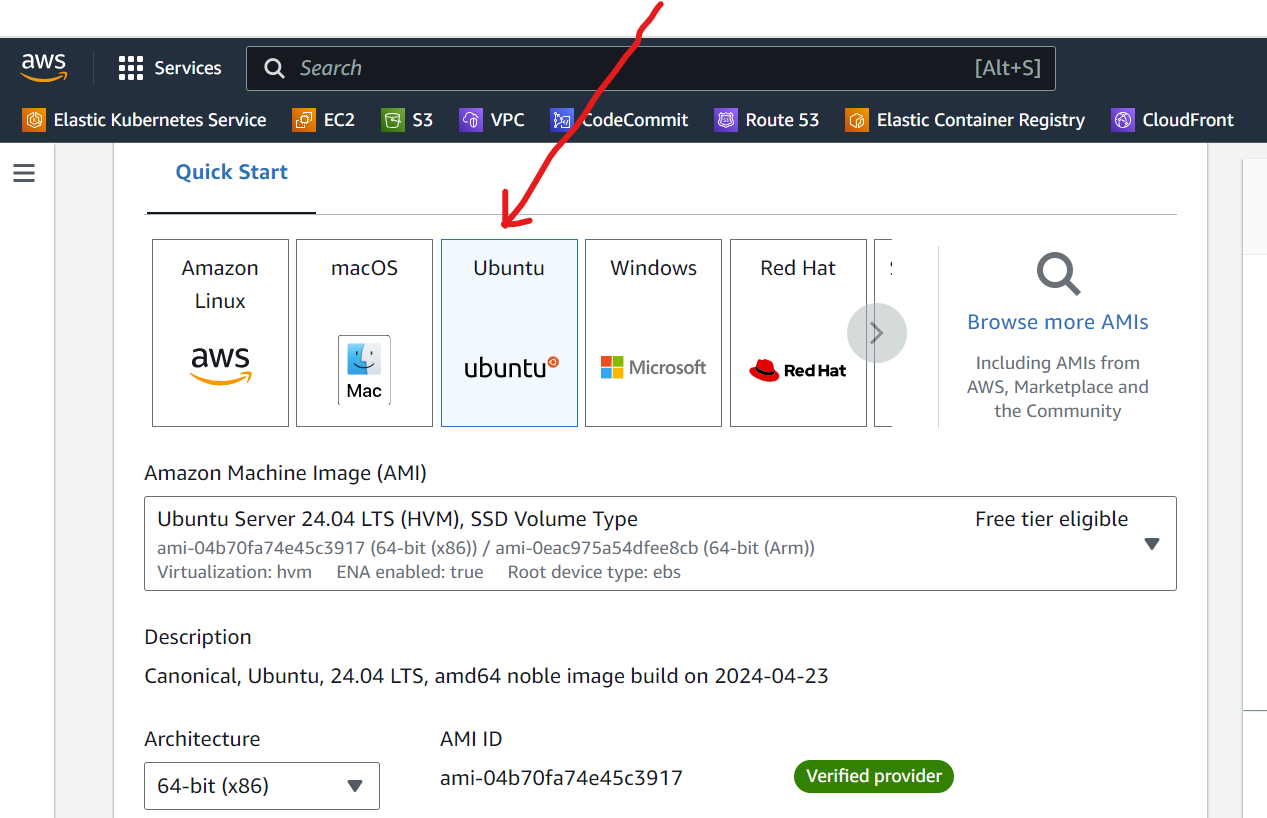 aws
Services
Search
[Alt+S]
Elastic Kubernetes Service
EC2
S3
VPC
CodeCommit
Route 53
Elastic Container Registry
CloudFront
Quick Start
Amazon
Linux
aws
macOS
Mac
Ubuntu
ubuntu
Windows
Microsoft
Red Hat
Red Hat
Browse more AMIs
Including AMIs from
AWS, Marketplace and
the Community
Amazon Machine Image (AMI)
Ubuntu Server 24.04 LTS (HVM), SSD Volume Type
Free tier eligible
ami-04b70fa74e45c3917 (64-bit (x86)) / ami-0eac975a54dfee8cb (64-bit (Arm))
Virtualization: hvm ENA enabled: true Root device type: ebs
Description
Canonical, Ubuntu, 24.04 LTS, amd64 noble image build on 2024-04-23
Architecture
64-bit (x86)
AMI ID
ami-04b70fa74e45c3917
Verified provider